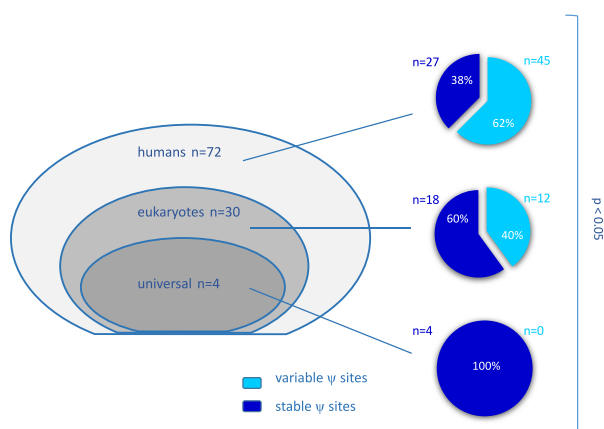 n=27
n=45
38%
62%
humans n=72
n=18
n=12
eukaryotes n=30
60%
40%
p < 0.05
universal n=4
n=4
n=0
100%
variable ψ sites
stable ψ sites